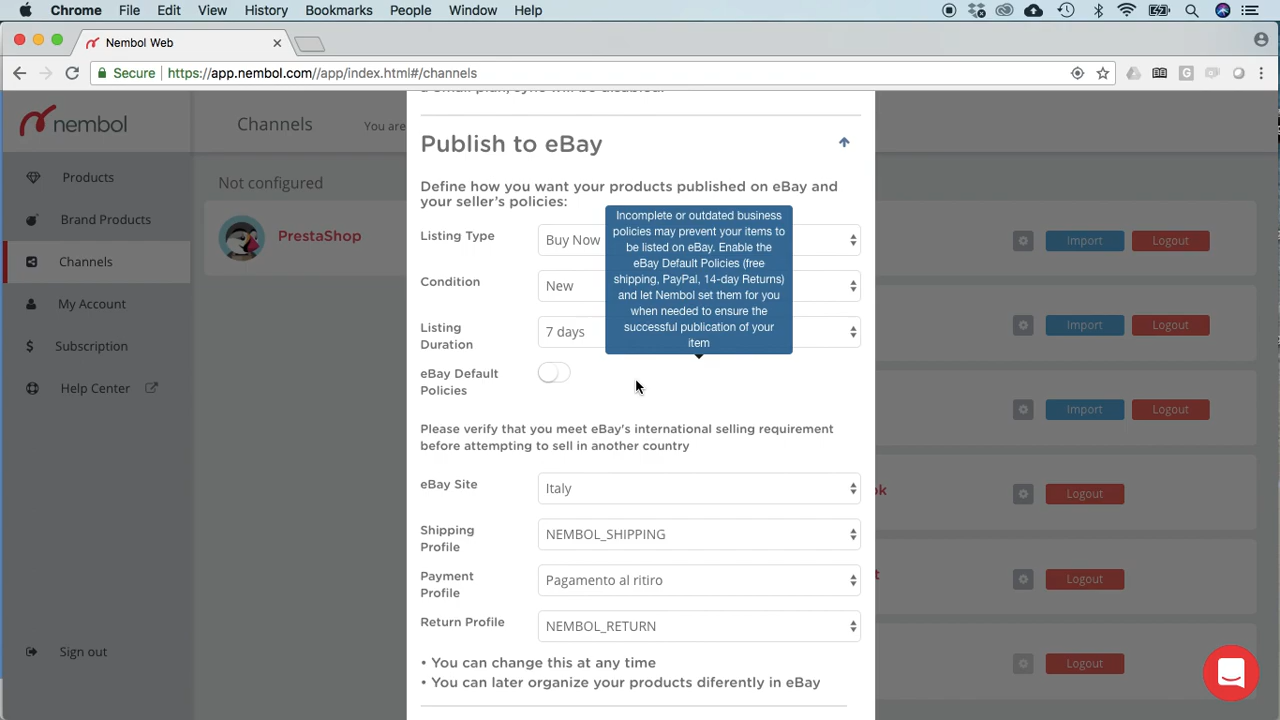 Chrome File Edit View History Bookmarks People Window Help
Nembol Web
Secure https://app.nembol.com//app/index.html#/channels
nembol
Channels
You are
Products
Brand Products
Channels
My Account
Subscription
Help Center
Sign out
Not configured
PrestaShop
a small plan, sync will be disabled.
Publish to eBay
Define how you want your products published on eBay and
your seller's policies:
Listing Type
Buy Now
Incomplete or outdated business
policies may prevent your items to
be listed on eBay. Enable the
eBay Default Policies (free
shipping, PayPal, 14-day Returns)
and let Nembol set them for you
when needed to ensure the
successful publication of your
item
Condition
New
Listing
Duration
7 days
eBay Default
Policies
Please verify that you meet eBay's international selling requirement
before attempting to sell in another country
eBay Site
Italy
Shipping
Profile
NEMBOL_SHIPPING
Payment
Profile
Pagamento al ritiro
Return Profile
NEMBOL_RETURN
• You can change this at any time
• You can later organize your products diferently in eBay
Import Logout
Import Logout
Import Logout
Logout
Logout
Logout